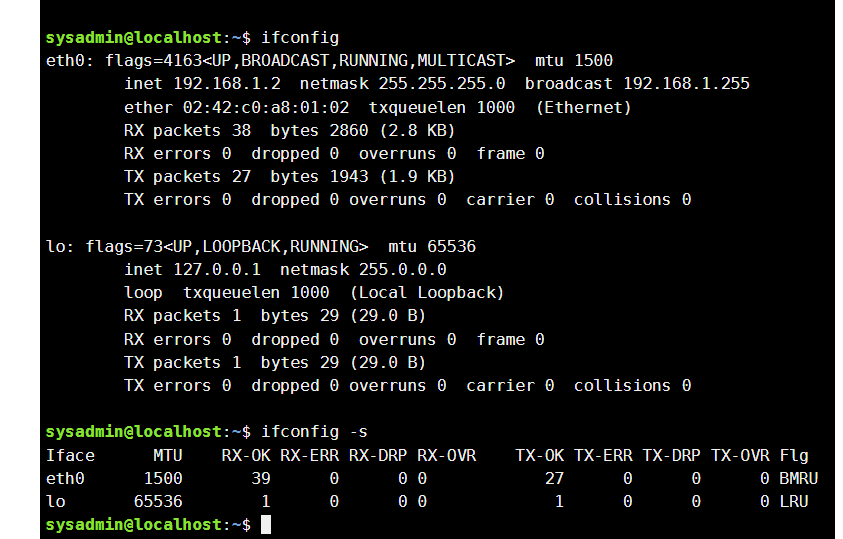 sysadmin@localhost:~$ ifconfig
eth0: flags=4163<UP,BROADCAST,RUNNING,MULTICAST>  mtu 1500
        inet 192.168.1.2  netmask 255.255.255.0  broadcast 192.168.1.255
        ether 02:42:c0:a8:01:02  txqueuelen 1000  (Ethernet)
        RX packets 38  bytes 2860 (2.8 KB)
        RX errors 0  dropped 0  overruns 0  frame 0
        TX packets 27  bytes 1943 (1.9 KB)
        TX errors 0  dropped 0 overruns 0  carrier 0  collisions 0

lo: flags=73<UP,LOOPBACK,RUNNING>  mtu 65536
        inet 127.0.0.1  netmask 255.0.0.0
        loop  txqueuelen 1000  (Local Loopback)
        RX packets 1  bytes 29 (29.0 B)
        RX errors 0  dropped 0  overruns 0  frame 0
        TX packets 1  bytes 29 (29.0 B)
        TX errors 0  dropped 0 overruns 0  carrier 0  collisions 0

sysadmin@localhost:~$ ifconfig -s
Iface      MTU    RX-OK RX-ERR RX-DRP RX-OVR    TX-OK TX-ERR TX-DRP TX-OVR Flg
eth0      1500       39      0      0 0            27      0      0      0 BMRU
lo       65536        1      0      0 0             1      0      0      0 LRU
sysadmin@localhost:~$